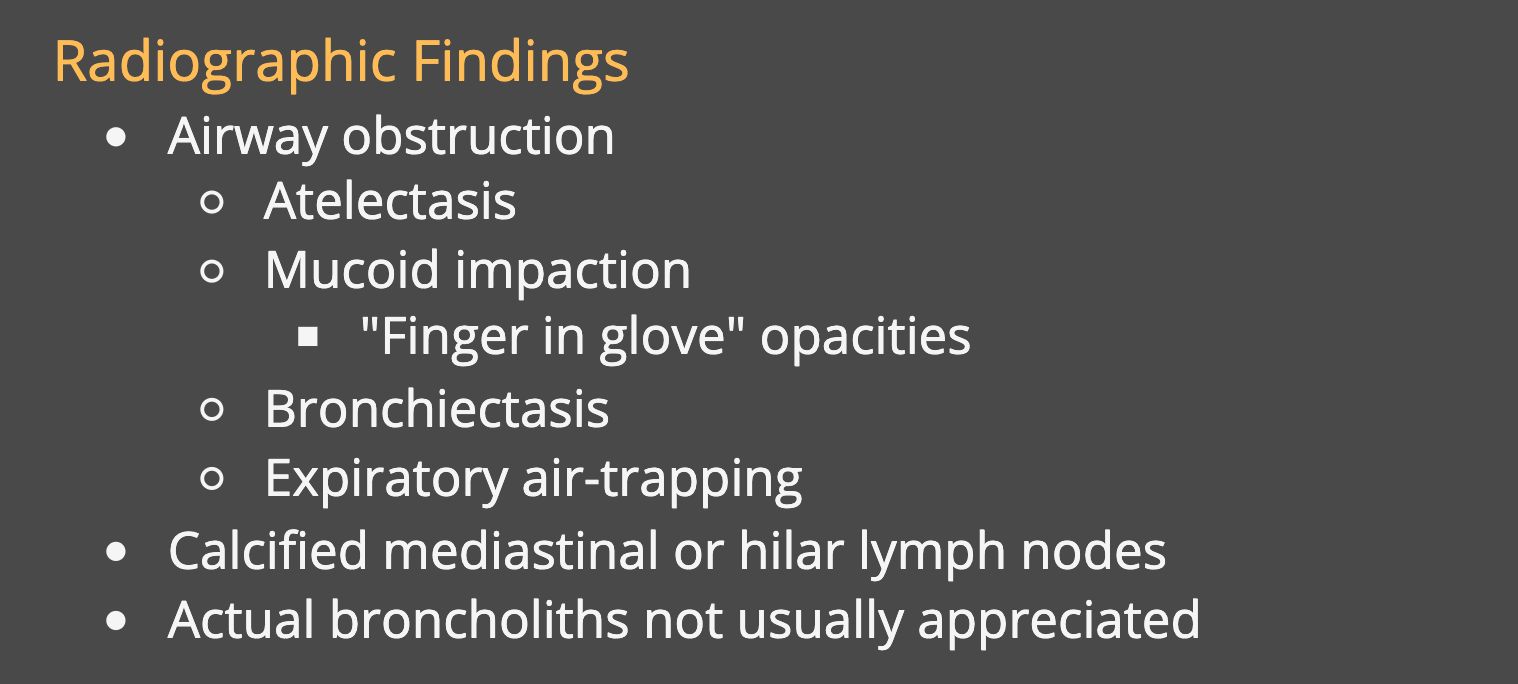 Radiographic Findings
Airway obstruction
Atelectasis
Mucoid impaction
"Finger in glove" opacities
Bronchiectasis
Expiratory air-trapping
Calcified mediastinal or hilar lymph nodes
Actual broncholiths not usually appreciated